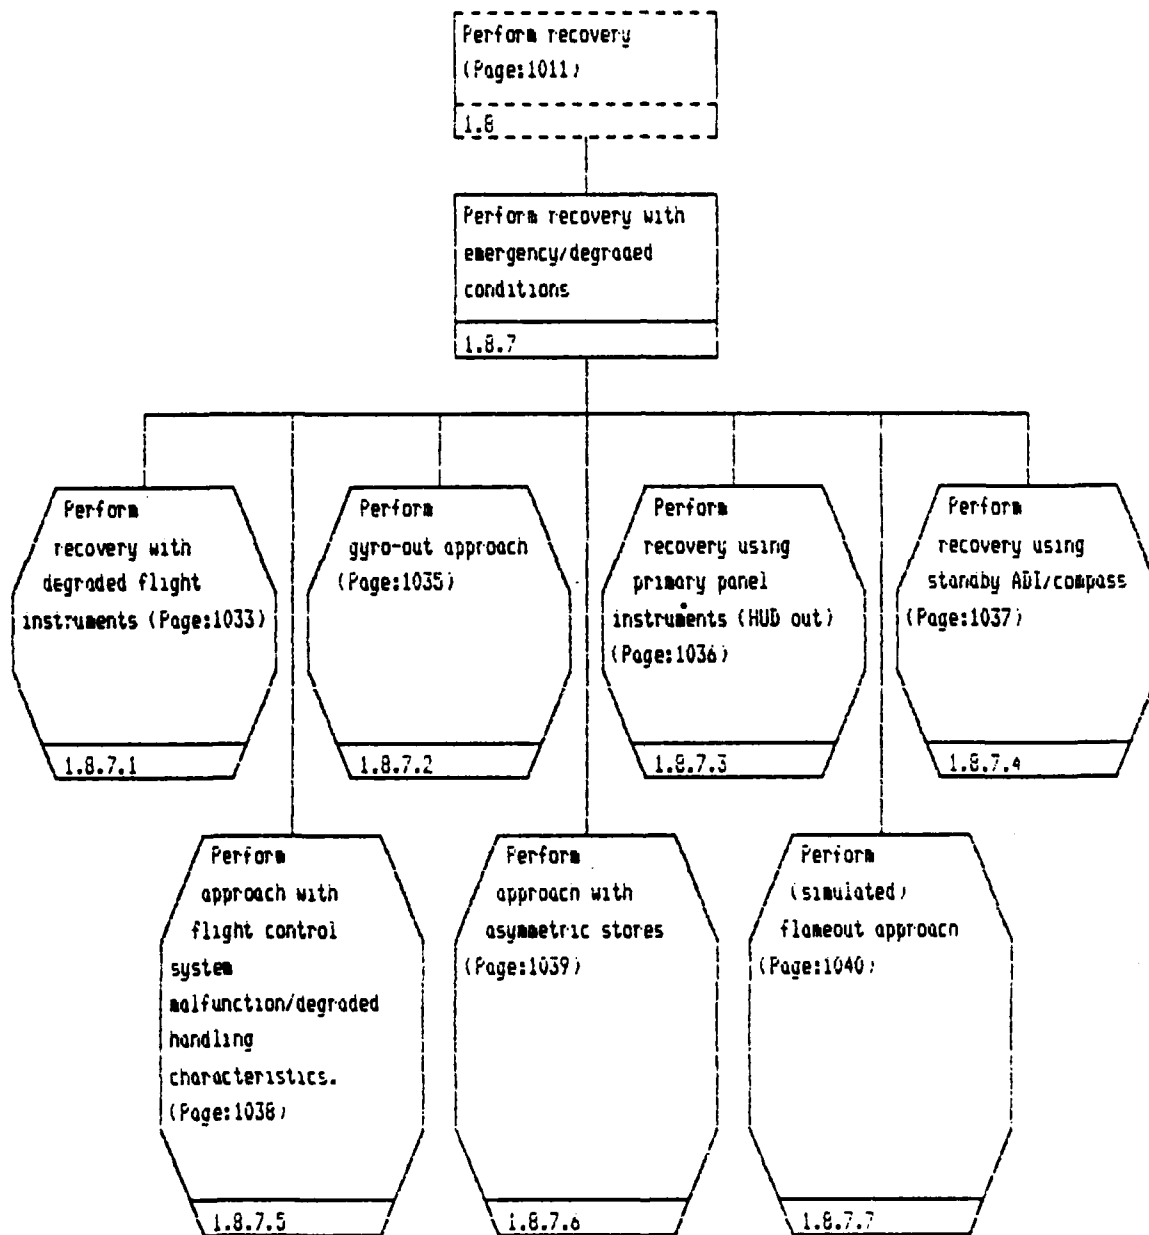 Perform recovery
(Page:1011)
1.8
Perform recovery with
emergency/degraded
conditions
1.8.7
Perform
recovery with
degraded flight
instruments (Page:1033)
1.8.7.1
Perform
gyro-out approach
(Page:1035)
1.8.7.2
Perform
recovery using
primary panel
instruments (HUD out)
(Page:1036)
1.8.7.3
Perform
recovery using
standby ADI/compass
(Page:1037)
1.8.7.4
Perform
approach with
flight control
system
malfunction/degraded
handling
characteristics.
(Page:1038)
1.8.7.5
Perform
approach with
asymmetric stores
(Page:1039)
1.8.7.6
Perform
(simulated)
flameout approach
(Page:1040)
1.8.7.7